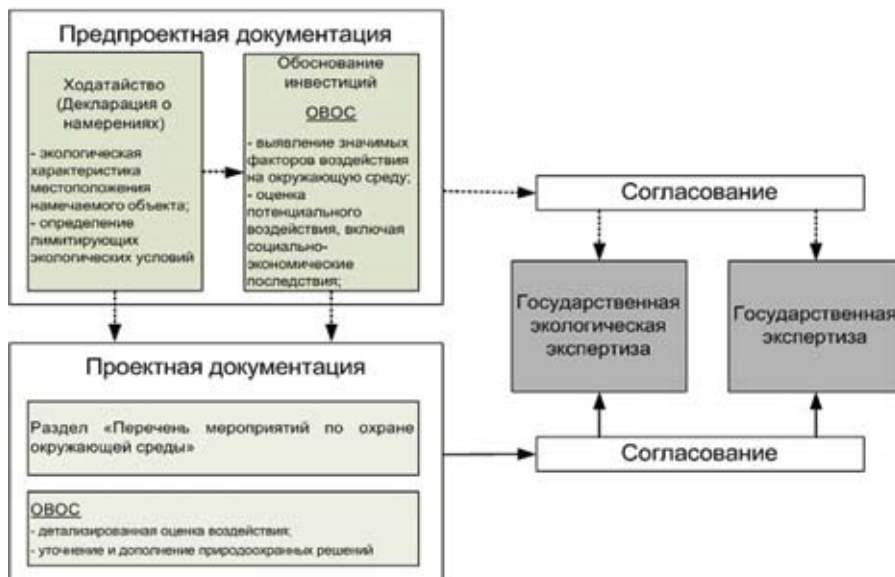 Предпроектная документация
Ходатайство
(Декларация о
намерениях)
- экологическая
характеристика
местоположения
намечаемого объекта;
- определение
лимитирующих
экологических условий
Обоснование
инвестиций
ОВОС
- выявление значимых
факторов воздействия
на окружающую среду;
- оценка
потенциального
воздействия, включая
социально-
экономические
последствия;
Согласование
Государственная
экологическая
экспертиза
Государственная
экспертиза
Проектная документация
Раздел «Перечень мероприятий по охране
окружающей среды»
Согласование
ОВОС
- детализированная оценка воздействия;
- уточнение и дополнение природоохранных решений